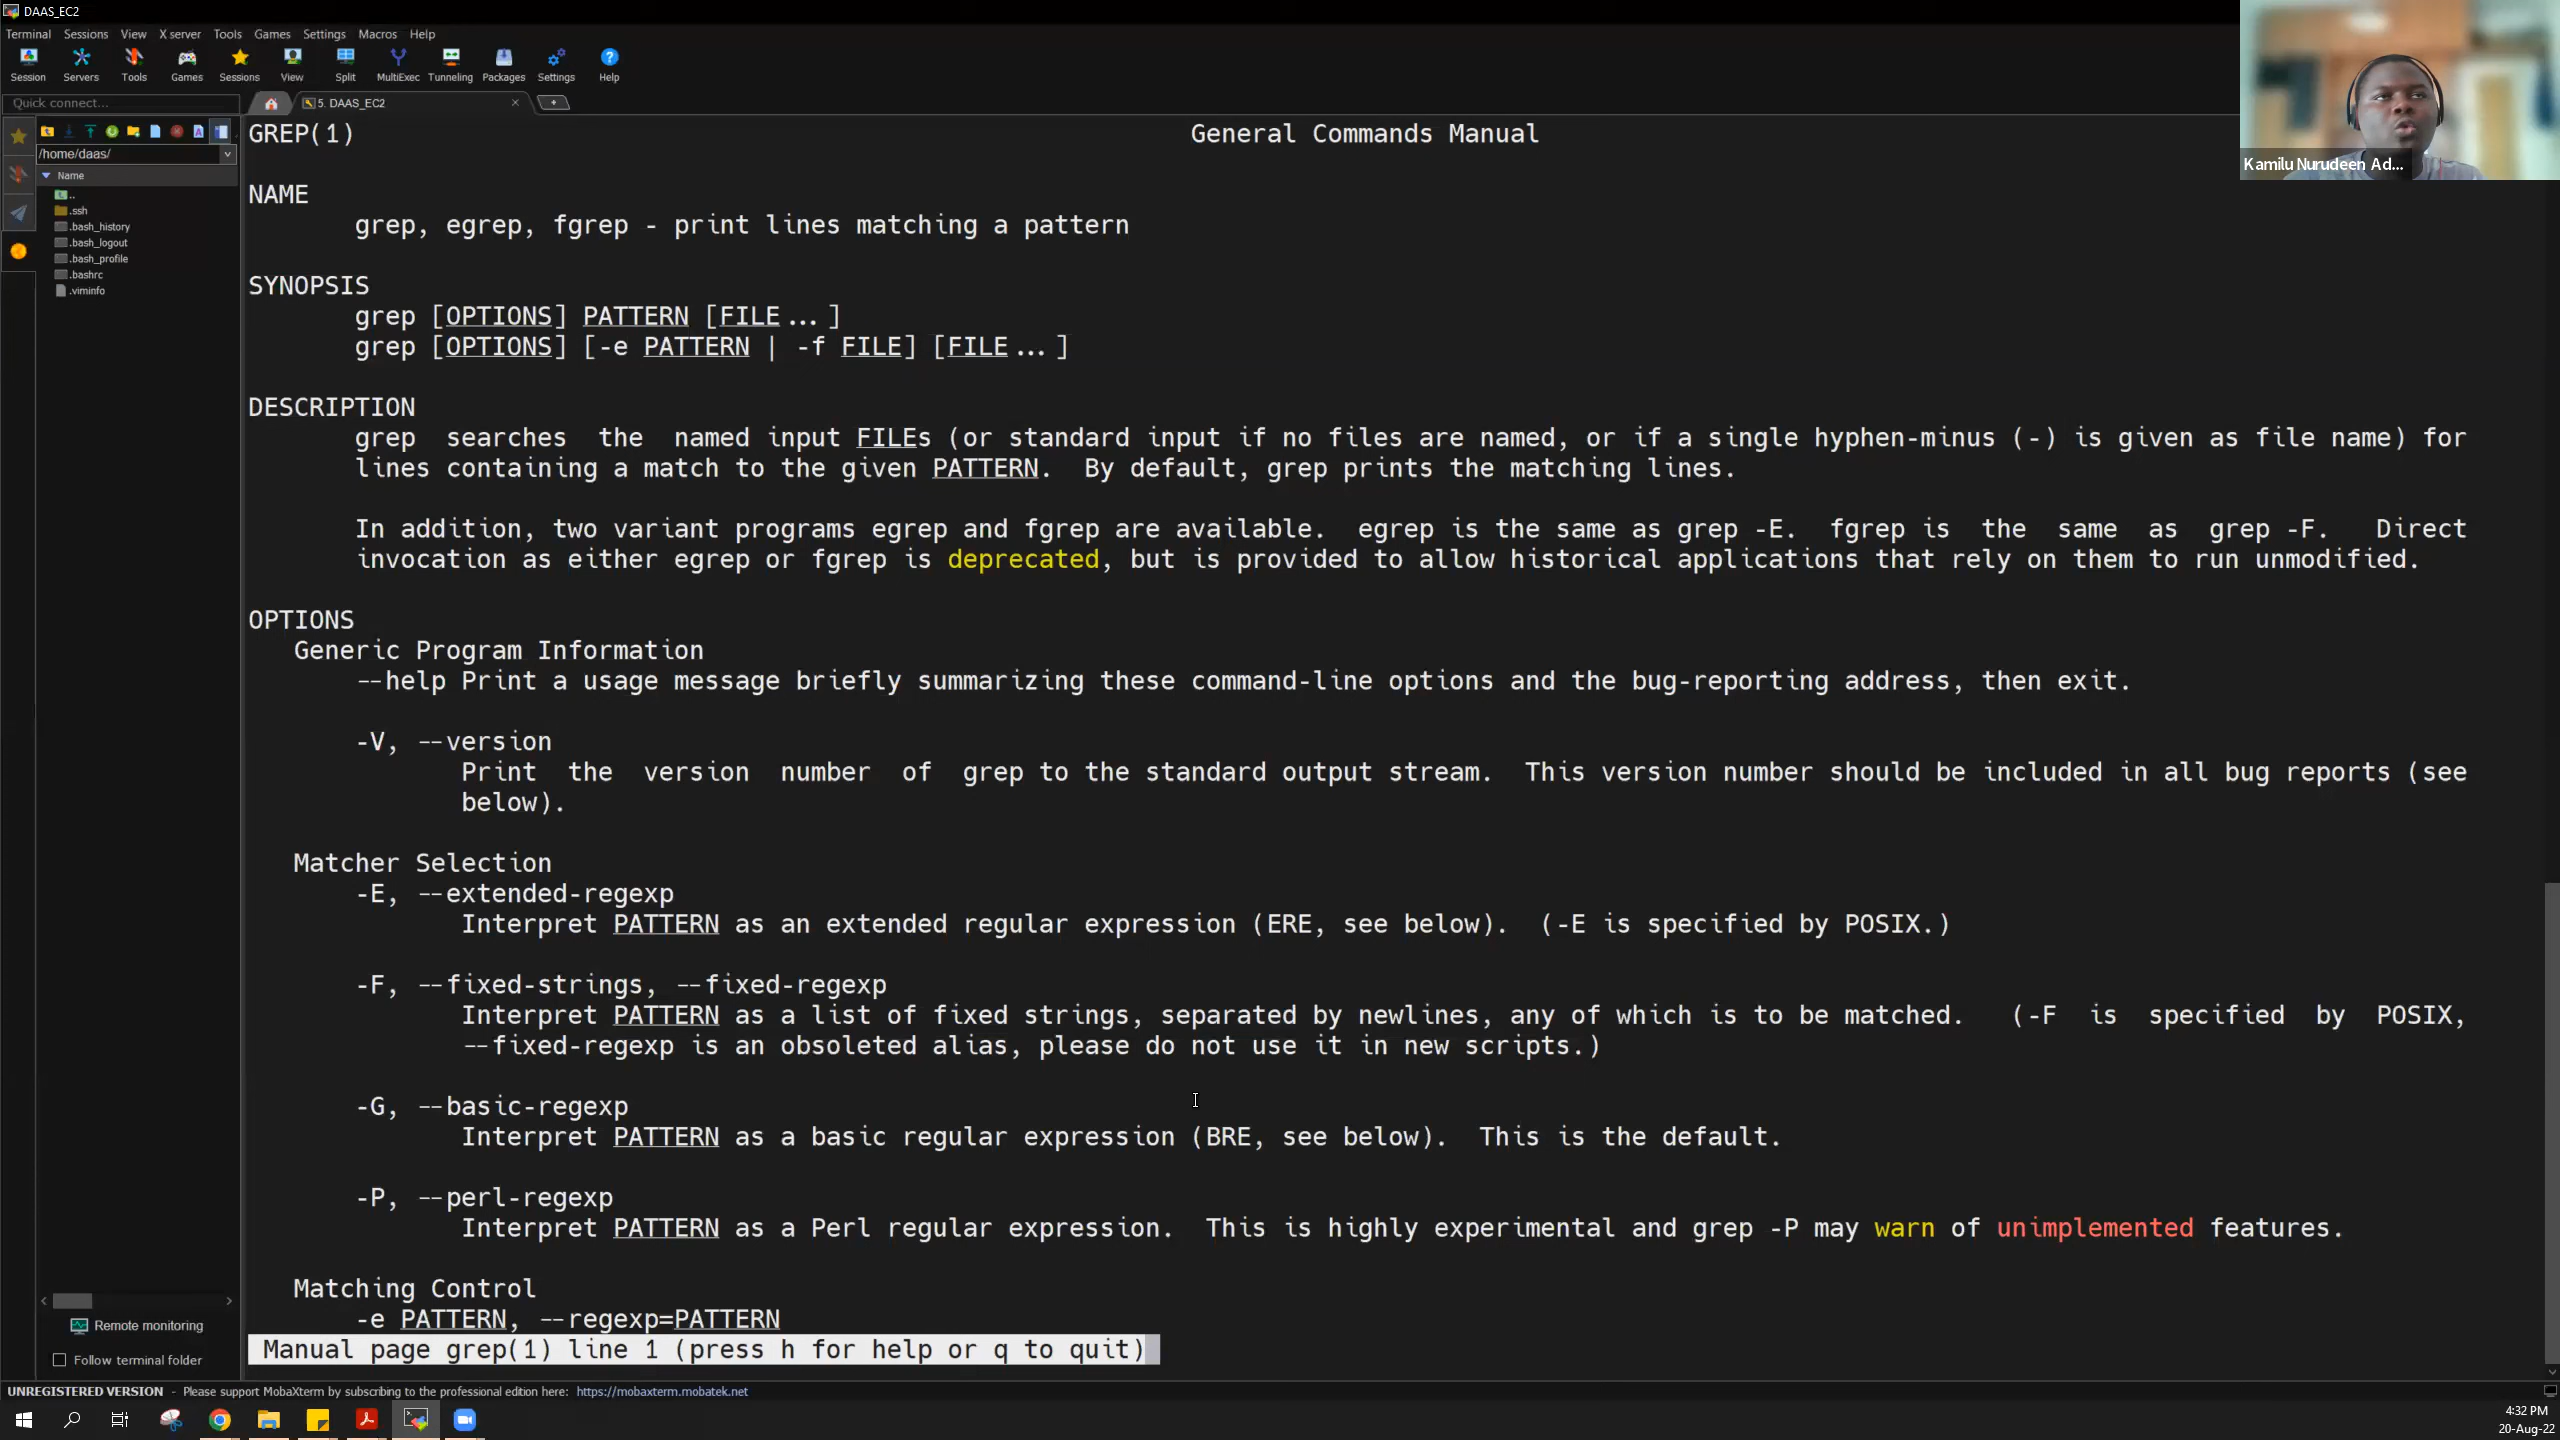 DAAS_EC2
Terminal Sessions View X server Tools Games Settings Macros Help
Session Servers Tools Games Sessions View Split MultiExec Tunneling Packages Settings Help
Quick connect...
5. DAAS_EC2
/home/daas/
Name
..
.ssh
.bash_history
.bash_logout
.bash_profile
.bashrc
.viminfo
Remote monitoring
Follow terminal folder
Kamilu Nurudeen Ad...
GREP(1) General Commands Manual
NAME
grep, egrep, fgrep - print lines matching a pattern
SYNOPSIS
grep [OPTIONS] PATTERN [FILE...]
grep [OPTIONS] [-e PATTERN | -f FILE] [FILE...]
DESCRIPTION
grep searches the named input FILEs (or standard input if no files are named, or if a single hyphen-minus (-) is given as file name) for
lines containing a match to the given PATTERN. By default, grep prints the matching lines.
In addition, two variant programs egrep and fgrep are available. egrep is the same as grep -E. fgrep is the same as grep -F. Direct
invocation as either egrep or fgrep is deprecated, but is provided to allow historical applications that rely on them to run unmodified.
OPTIONS
Generic Program Information
--help Print a usage message briefly summarizing these command-line options and the bug-reporting address, then exit.
-V, --version
Print the version number of grep to the standard output stream. This version number should be included in all bug reports (see
below).
Matcher Selection
-E, --extended-regexp
Interpret PATTERN as an extended regular expression (ERE, see below). (-E is specified by POSIX.)
-F, --fixed-strings, --fixed-regexp
Interpret PATTERN as a list of fixed strings, separated by newlines, any of which is to be matched. (-F is specified by POSIX,
--fixed-regexp is an obsoleted alias, please do not use it in new scripts.)
-G, --basic-regexp
Interpret PATTERN as a basic regular expression (BRE, see below). This is the default.
-P, --perl-regexp
Interpret PATTERN as a Perl regular expression. This is highly experimental and grep -P may warn of unimplemented features.
Matching Control
-e PATTERN, --regexp=PATTERN
Manual page grep(1) line 1 (press h for help or q to quit)
UNREGISTERED VERSION - Please support MobaXterm by subscribing to the professional edition here: https://mobaxterm.mobatek.net
4:32 PM
20-Aug-22